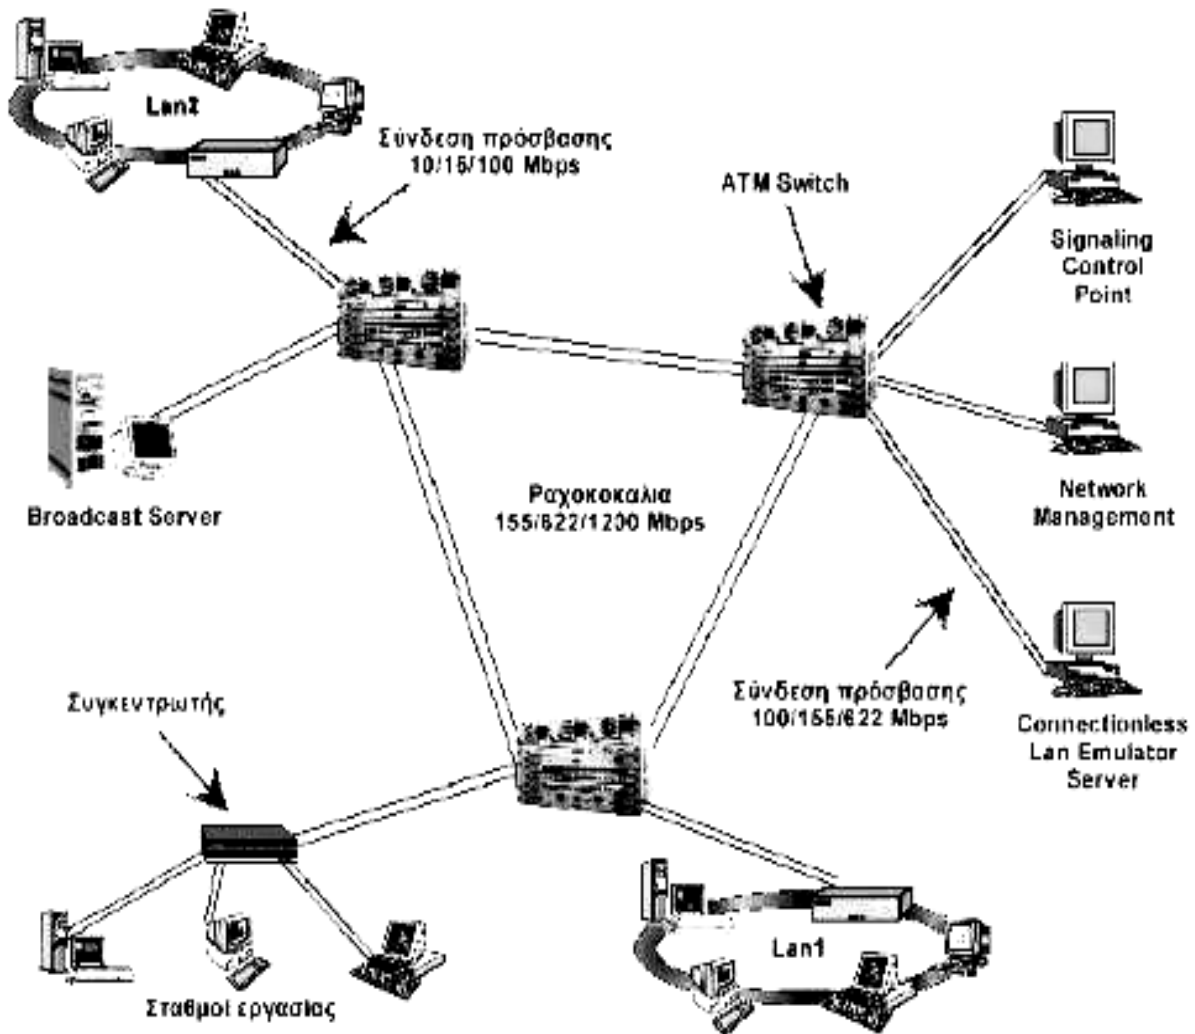 Lan2
Σύνδεση πρόσβασης
10/16/100 Mbps
ATM Switch
Signaling
Control
Point
Broadcast Server
Ραχοκοκαλια
155/622/1200 Mbps
Network
Management
Συγκεντρωτής
Σύνδεση πρόσβασης
100/155/622 Mbps
Connectionless
Lan Emulator
Server
Lan1
Σταθμοί εργασίας